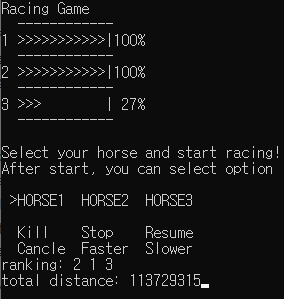 Racing Game
------------
1 >>>>>>>>>>>|100%
------------
2 >>>>>>>>>>>|100%
------------
3 >>>        | 27%
------------
Select your horse and start racing!
After start, you can select option
>HORSE1  HORSE2  HORSE3
Kill    Stop    Resume
Cancle  Faster  Slower
ranking: 2 1 3
total distance: 113729315